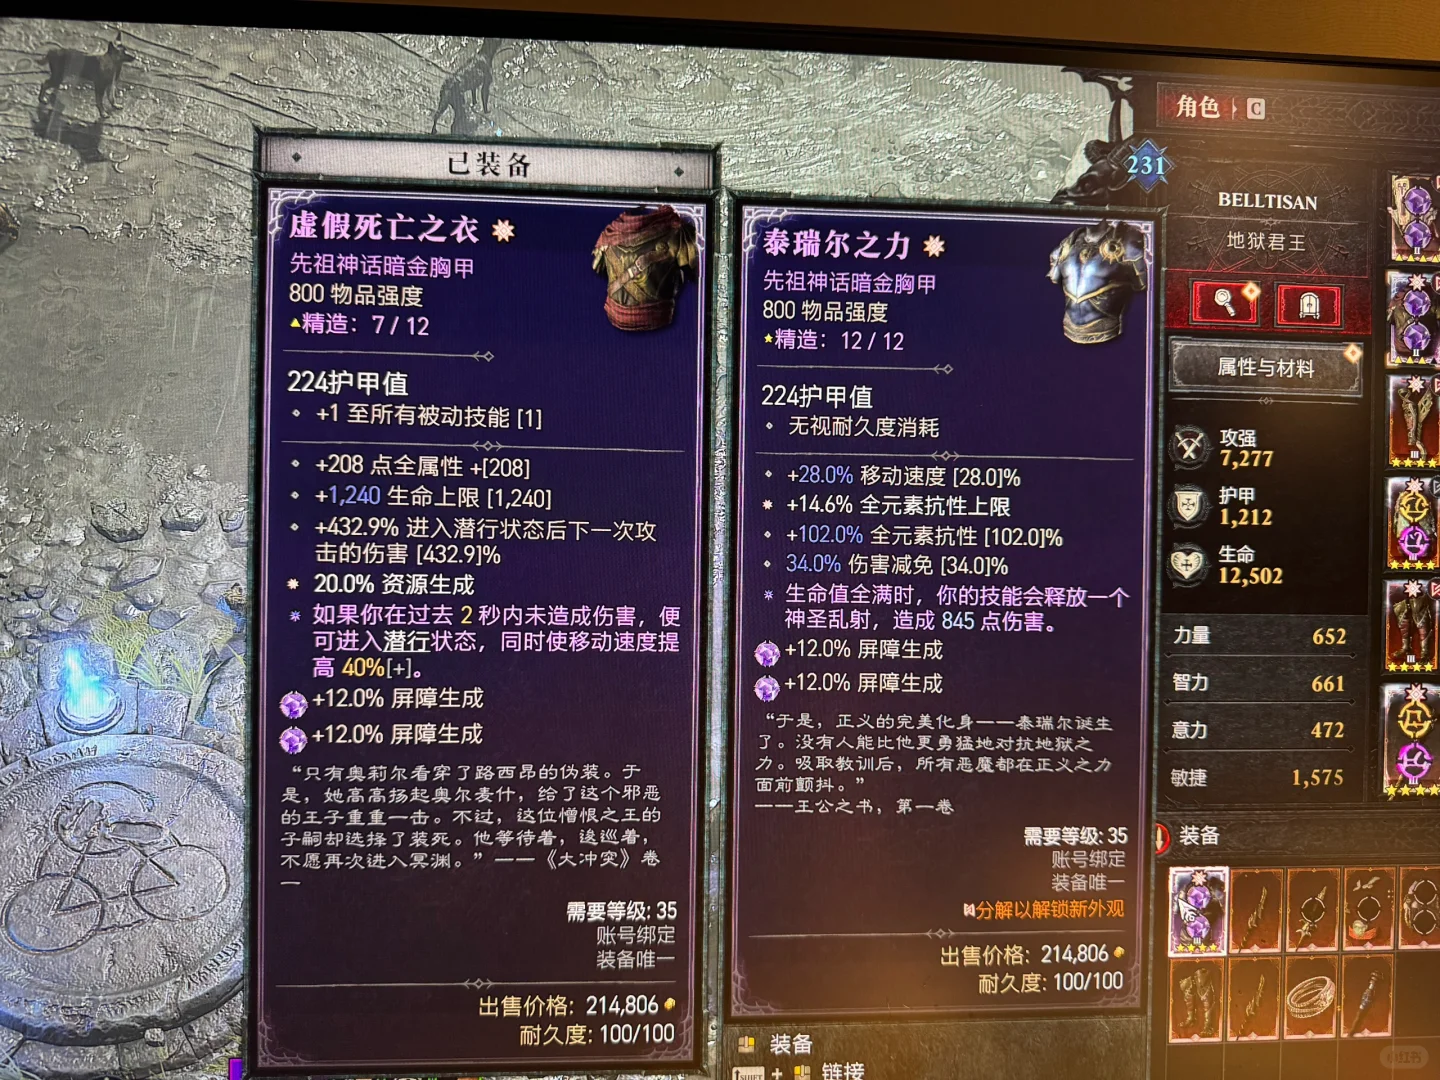 已装备
虚假死亡之衣
先祖神话暗金胸甲
800 物品强度
精造：7 / 12
224护甲值
+1 至所有被动技能 [1]
+208 点全属性 +[208]
+1,240 生命上限 [1,240]
+432.9% 进入潜行状态后下一次攻
击的伤害 [432.9]%
20.0% 资源生成
如果你在过去 2 秒内未造成伤害，便
可进入潜行状态，同时使移动速度提
高 40%[+]。
+12.0% 屏障生成
+12.0% 屏障生成
“只有奥莉尔看穿了路西昂的伪装。于
是，她高高扬起奥尔麦什，给了这个邪恶
的王子重重一击。不过，这位憎恨之王的
子嗣却选择了装死。他等待着，逡巡着，
不愿再次进入冥渊。” ——《大冲突》卷
一
需要等级: 35
账号绑定
装备唯一
出售价格: 214,806
耐久度: 100/100
泰瑞尔之力
先祖神话暗金胸甲
800 物品强度
精造：12 / 12
224护甲值
无视耐久度消耗
+28.0% 移动速度 [28.0]%
+14.6% 全元素抗性上限
+102.0% 全元素抗性 [102.0]%
34.0% 伤害减免 [34.0]%
生命值全满时，你的技能会释放一个
神圣乱射，造成 845 点伤害。
+12.0% 屏障生成
+12.0% 屏障生成
“于是，正义的完美化身——泰瑞尔诞生
了。没有人能比他更勇猛地对抗地狱之
力。吸取教训后，所有恶魔都在正义之力
面前颤抖。”
——王公之书，第一卷
需要等级: 35
账号绑定
装备唯一
分解以解锁新外观
出售价格: 214,806
耐久度: 100/100
装备
SHIFT + 链接
角色 C
231
BELLTISAN
地狱君王
属性与材料
攻强
7,277
护甲
1,212
生命
12,502
力量 652
智力 661
意力 472
敏捷 1,575
装备
小红书